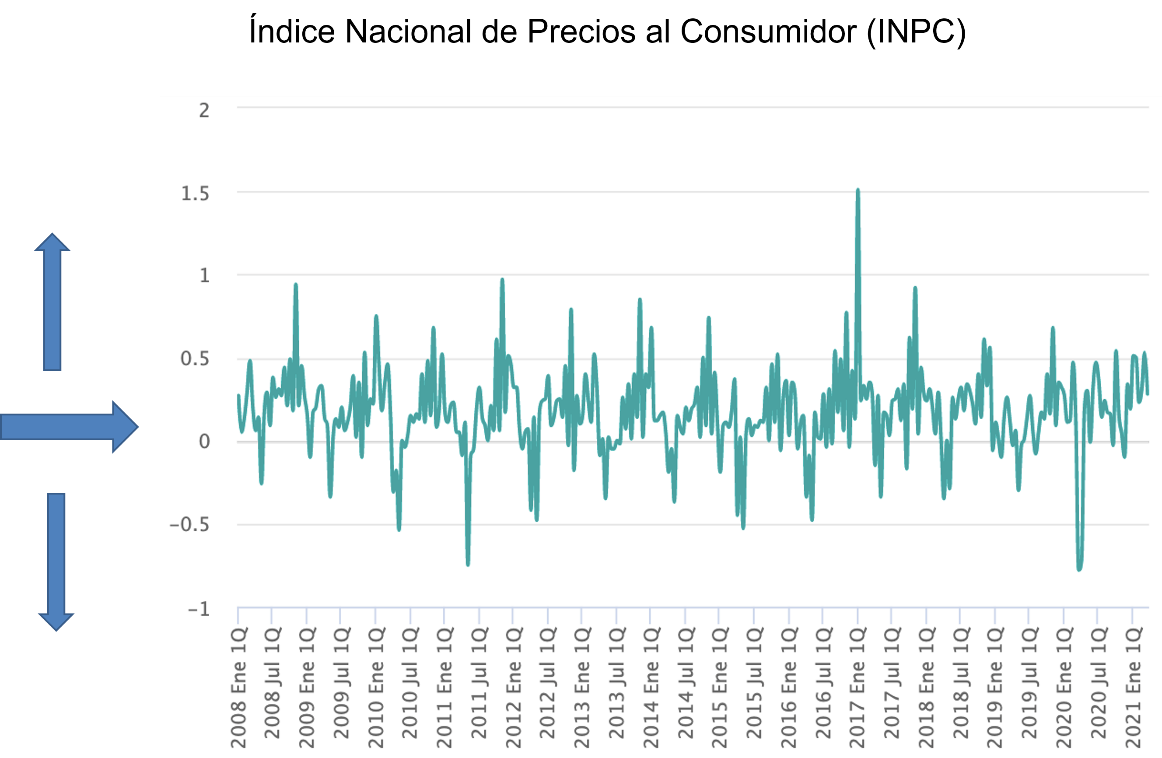 Índice Nacional de Precios al Consumidor (INPC)
2
1.5
1
0.5
0
−0.5
−1
2008 Ene 1Q
2008 Jul 1Q
2009 Ene 1Q
2009 Jul 1Q
2010 Ene 1Q
2010 Jul 1Q
2011 Ene 1Q
2011 Jul 1Q
2012 Ene 1Q
2012 Jul 1Q
2013 Ene 1Q
2013 Jul 1Q
2014 Ene 1Q
2014 Jul 1Q
2015 Ene 1Q
2015 Jul 1Q
2016 Ene 1Q
2016 Jul 1Q
2017 Ene 1Q
2017 Jul 1Q
2018 Ene 1Q
2018 Jul 1Q
2019 Ene 1Q
2019 Jul 1Q
2020 Ene 1Q
2020 Jul 1Q
2021 Ene 1Q